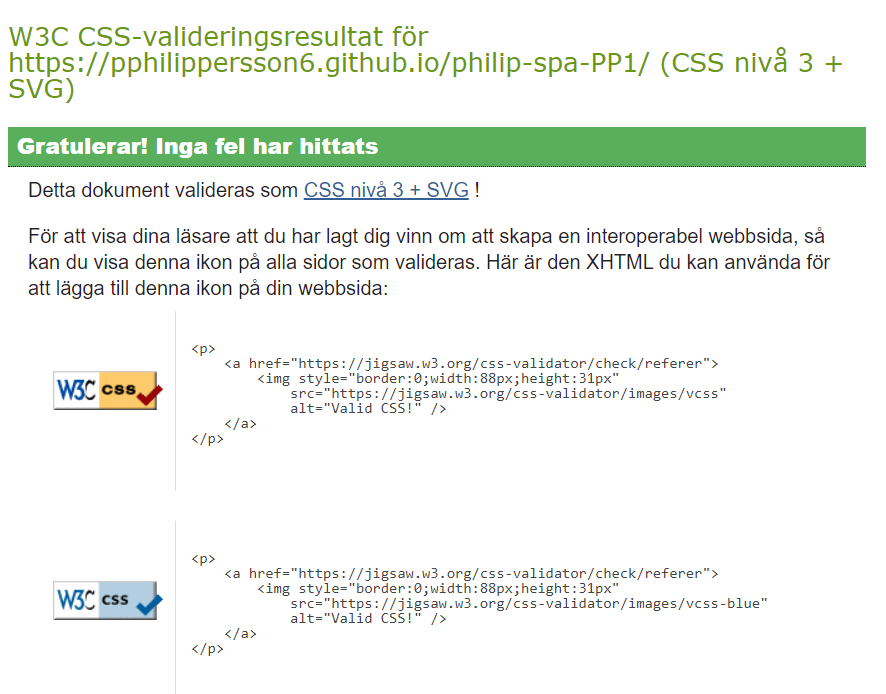 W3C CSS-valideringsresultat för
https://pphilippersson6.github.io/philip-spa-PP1/ (CSS nivå 3 +
SVG)
Gratulerar! Inga fel har hittats
Detta dokument valideras som CSS nivå 3 + SVG !
För att visa dina läsare att du har lagt dig vinn om att skapa en interoperabel webbsida, så
kan du visa denna ikon på alla sidor som valideras. Här är den XHTML du kan använda för
att lägga till denna ikon på din webbsida:
<p>
<a href="https://jigsaw.w3.org/css-validator/check/referer">
<img style="border:0;width:88px;height:31px"
W3C css
src="https://jigsaw.w3.org/css-validator/images/vcss"
alt="Valid CSS!" />
</a>
</p>
<p>
<a href="https://jigsaw.w3.org/css-validator/check/referer">
<img style="border:0;width:88px;height:31px"
W3C css
src="https://jigsaw.w3.org/css-validator/images/vcss-blue"
alt="Valid CSS!" />
</a>
</p>